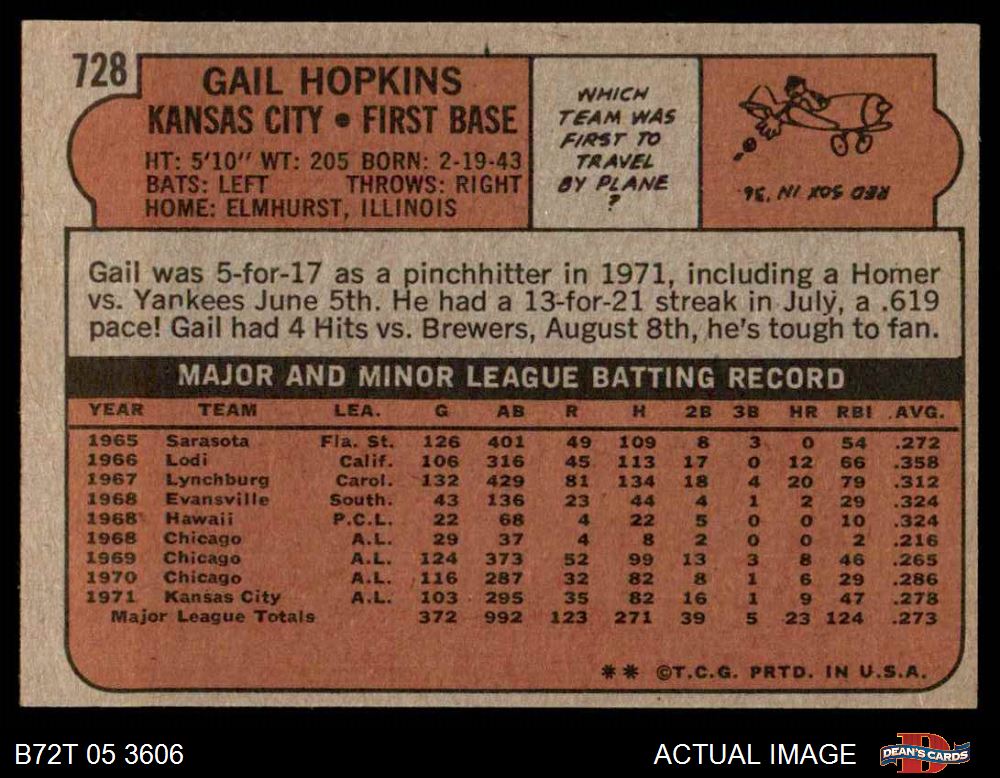 728
GAIL HOPKINS
KANSAS CITY • FIRST BASE
HT: 5'10" WT: 205 BORN: 2-19-43
BATS: LEFT THROWS: RIGHT
HOME: ELMHURST, ILLINOIS
WHICH
TEAM WAS
FIRST TO
TRAVEL
BY PLANE
?
RED SOX IN '36
Gail was 5-for-17 as a pinchhitter in 1971, including a Homer
vs. Yankees June 5th. He had a 13-for-21 streak in July, a .619
pace! Gail had 4 Hits vs. Brewers, August 8th, he's tough to fan.
MAJOR AND MINOR LEAGUE BATTING RECORD
YEAR TEAM LEA. G AB R H 2B 3B HR RBI AVG.
1965 Sarasota Fla. St. 126 401 49 109 8 3 0 54 .272
1966 Lodi Calif. 106 316 45 113 17 0 12 66 .358
1967 Lynchburg Carol. 132 429 81 134 18 4 20 79 .312
1968 Evansville South. 43 136 23 44 4 1 2 29 .324
1968 Hawaii P.C.L. 22 68 4 22 5 0 0 10 .324
1968 Chicago A.L. 29 37 4 8 2 0 0 2 .216
1969 Chicago A.L. 124 373 52 99 13 3 8 46 .265
1970 Chicago A.L. 116 287 32 82 8 1 6 29 .286
1971 Kansas City A.L. 103 295 35 82 16 1 9 47 .278
Major League Totals 372 992 123 271 39 5 23 124 .273
** ©T.C.G. PRTD. IN U.S.A.
B72T 05 3606
ACTUAL IMAGE
D
DEAN'S CARDS